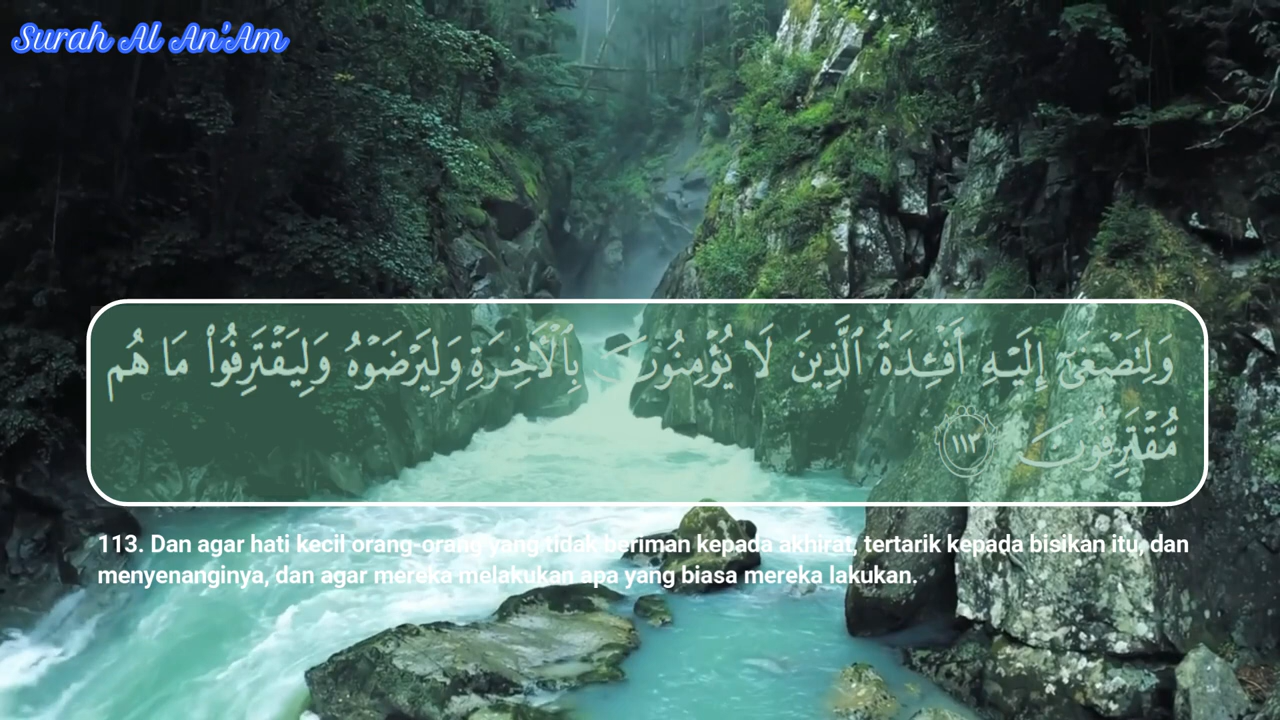 Surah Al An'Am
وَلِتَصْغَىٰٓ إِلَيْهِ أَفْـِٔدَةُ ٱلَّذِينَ لَا يُؤْمِنُونَ بِٱلْـَٔاخِرَةِ وَلِيَرْضَوْهُ وَلِيَقْتَرِفُوا۟ مَا هُم
مُّقْتَرِفُونَ ١١٣
113. Dan agar hati kecil orang-orang yang tidak beriman kepada akhirat, tertarik kepada bisikan itu, dan
menyenanginya, dan agar mereka melakukan apa yang biasa mereka lakukan.